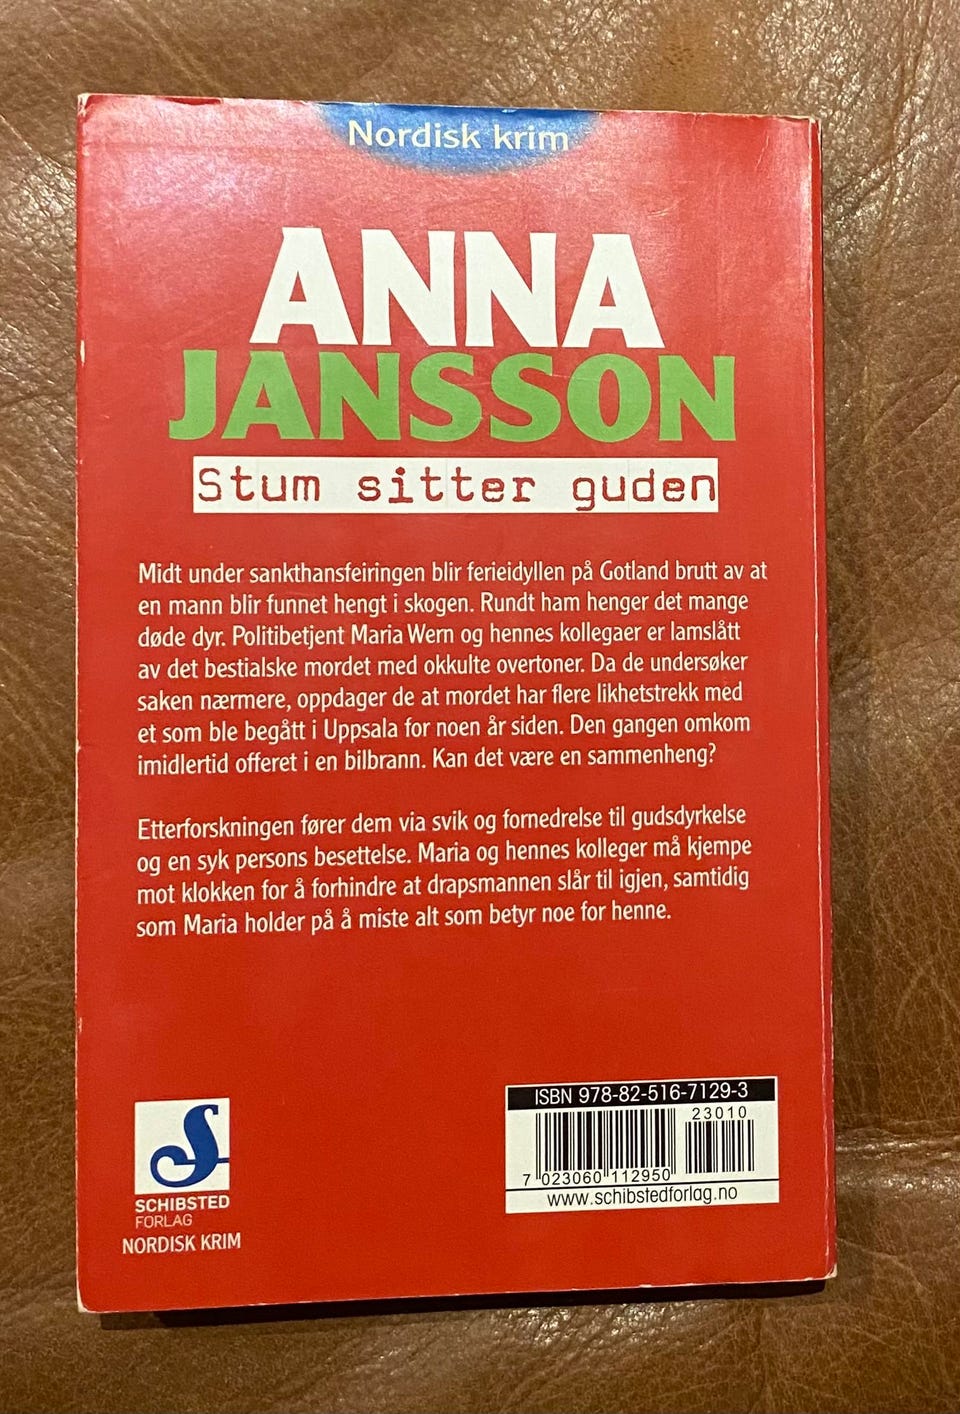 Nordisk krim
ANNA
JANSSON
Stum sitter guden
Midt under sankthansfeiringen blir ferieidyllen på Gotland brutt av at
en mann blir funnet hengt i skogen. Rundt ham henger det mange
døde dyr. Politibetjent Maria Wern og hennes kollegaer er lamslått
av det bestialske mordet med okkulte overtoner. Da de undersøker
saken nærmere, oppdager de at mordet har flere likhetstrekk med
et som ble begått i Uppsala for noen år siden. Den gangen omkom
imidlertid offeret i en bilbrann. Kan det være en sammenheng?
Etterforskningen fører dem via svik og fornedrelse til gudsdyrkelse
og en syk persons besettelse. Maria og hennes kolleger må kjempe
mot klokken for å forhindre at drapsmannen slår til igjen, samtidig
som Maria holder på å miste alt som betyr noe for henne.
ISBN 978-82-516-7129-3
23010
7 023060 112950
www.schibstedforlag.no
S
SCHIBSTED
FORLAG
NORDISK KRIM